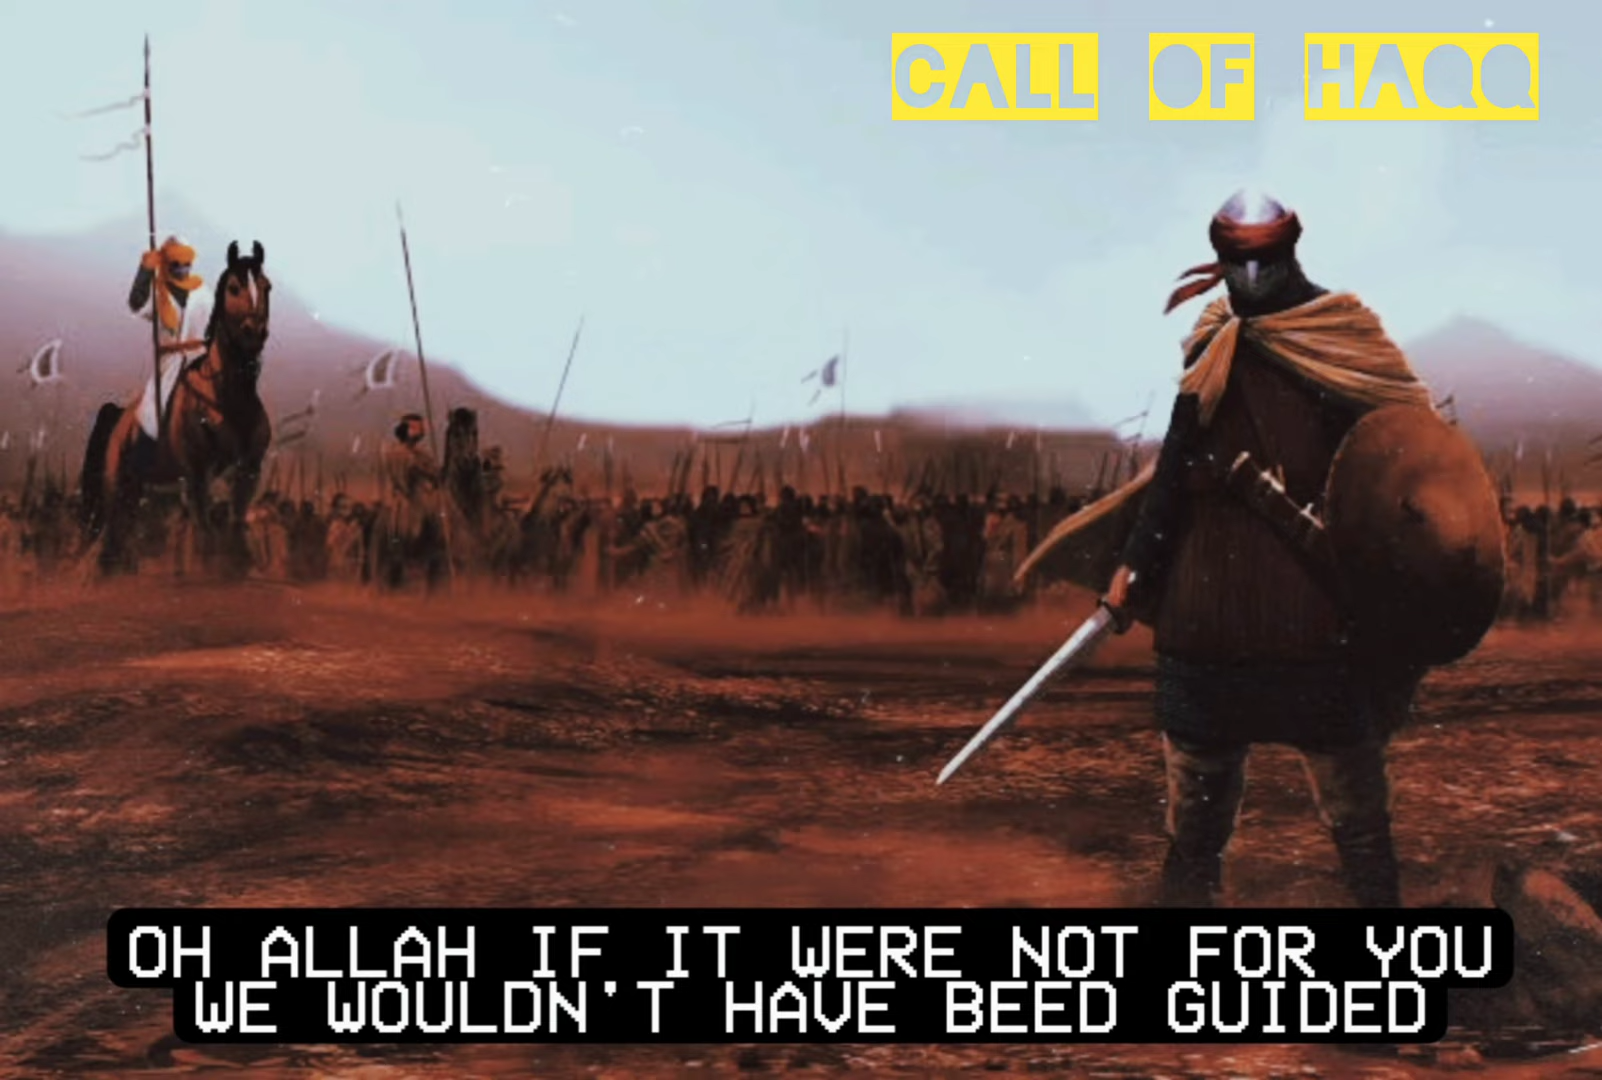 CALL OF HAQQ
OH ALLAH IF IT WERE NOT FOR YOU
WE WOULDN'T HAVE BEED GUIDED